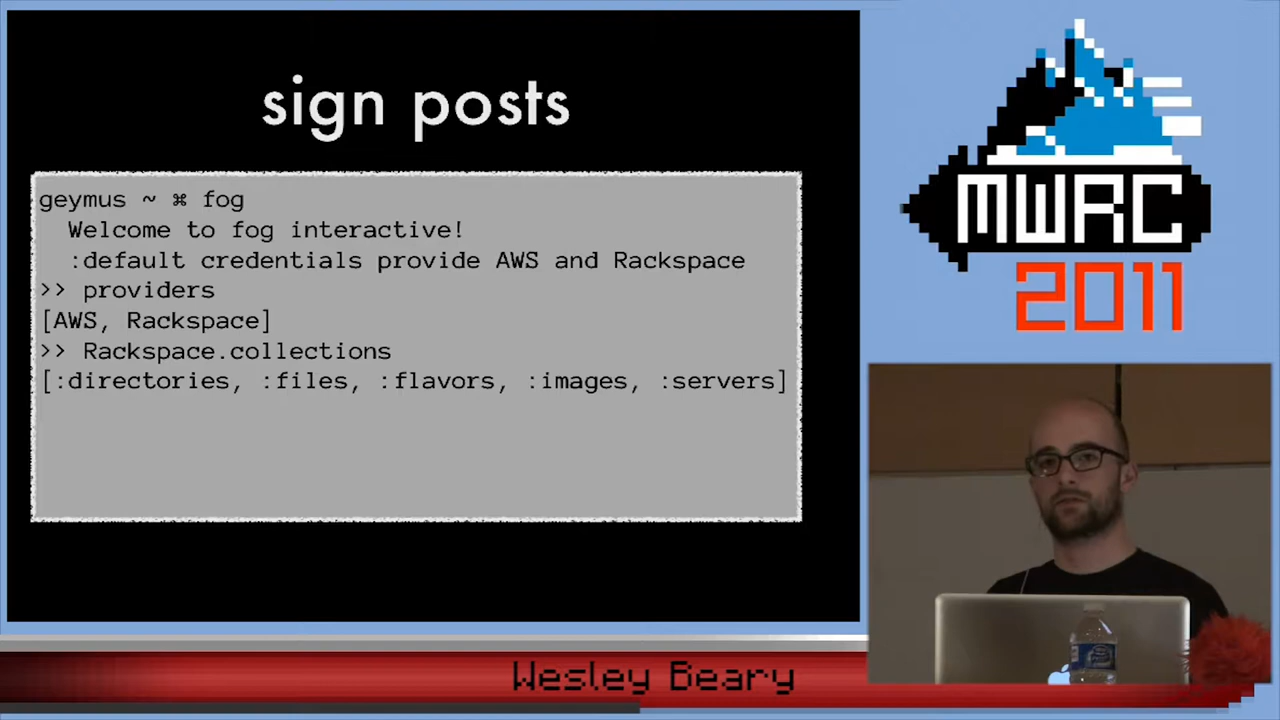 sign posts
geymus ~ ⌘ fog
Welcome to fog interactive!
:default credentials provide AWS and Rackspace
>> providers
[AWS, Rackspace]
>> Rackspace.collections
[:directories, :files, :flavors, :images, :servers]
MWRC
2011
Wesley Beary